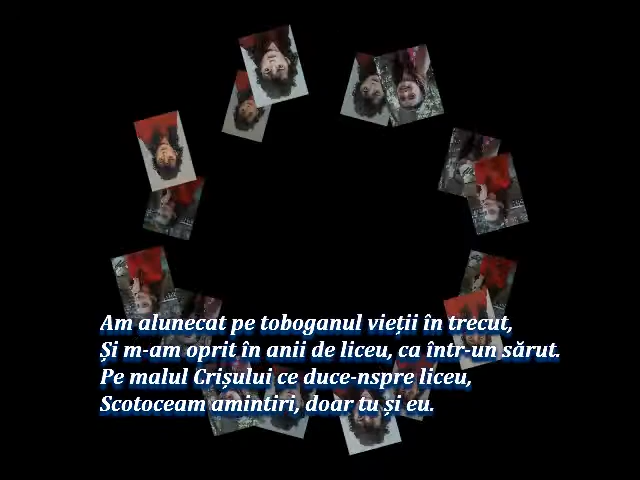 Am alunecat pe toboganul vieții în trecut,
Și m-am oprit în anii de liceu, ca într-un sărut.
Pe malul Crișului ce duce-nspre liceu,
Scotoceam amintiri, doar tu și eu.